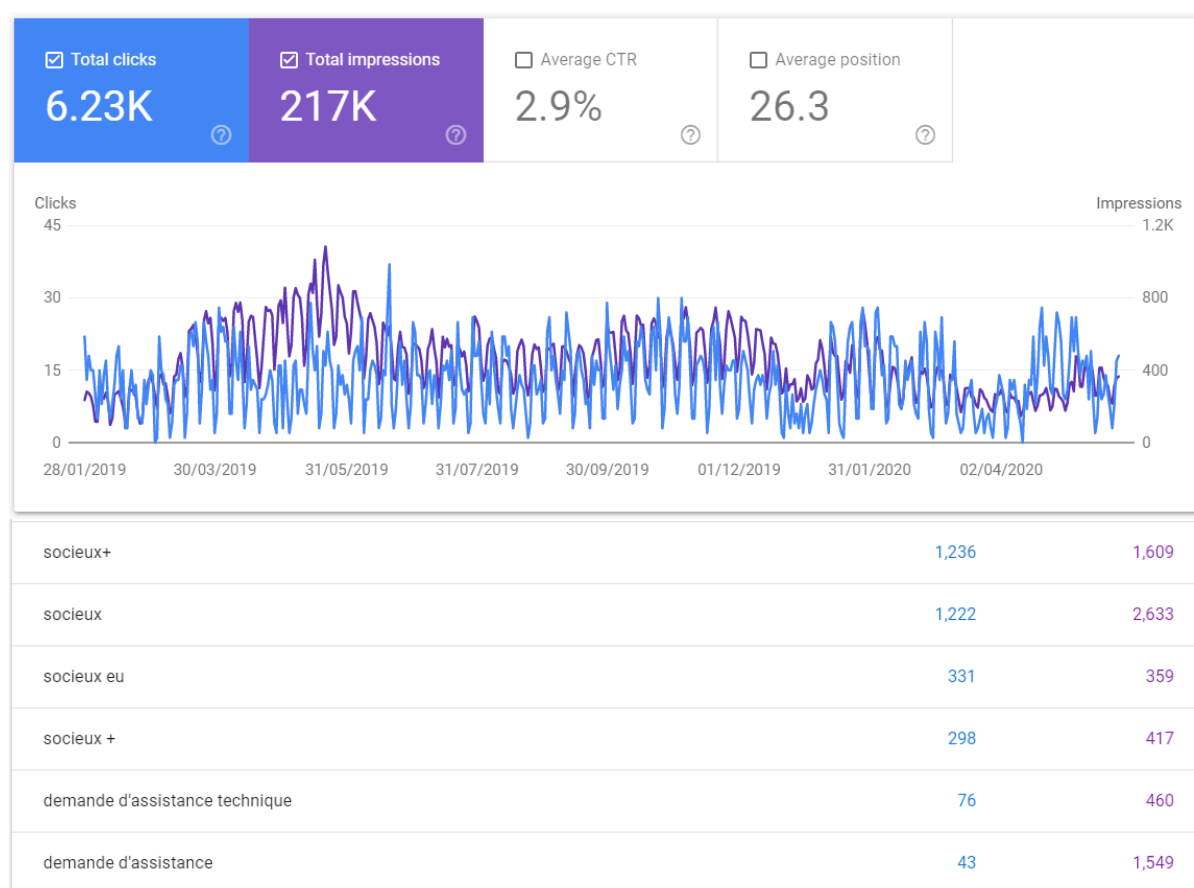 Total clicks Total impressions Average CTR Average position
6.23K 217K 2.9% 26.3
Clicks Impressions
45 1.2K
30 800
15 400
0 0
28/01/2019 30/03/2019 31/05/2019 31/07/2019 30/09/2019 01/12/2019 31/01/2020 02/04/2020
socieux+ 1,236 1,609
socieux 1,222 2,633
socieux eu 331 359
socieux + 298 417
demande d'assistance technique 76 460
demande d'assistance 43 1,549